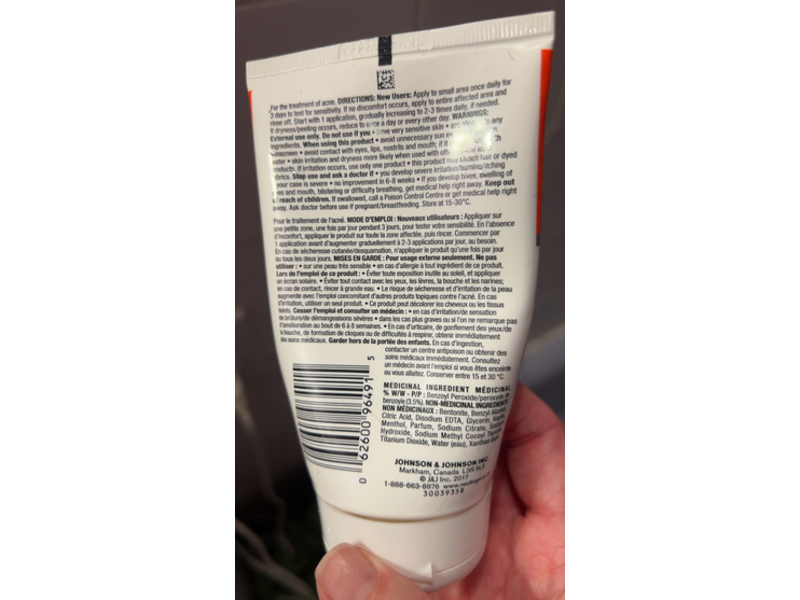 For the treatment of acne. DIRECTIONS: New Users: Apply to small area once daily for
3 days to test for sensitivity. If no discomfort occurs, apply to entire affected area and
rinse off. Start with 1 application, gradually increasing to 2-3 times daily, if needed.
If dryness/peeling occurs, reduce to once a day or every other day. WARNINGS:
External use only. Do not use if you • have very sensitive skin • are any
ingredients. When using this product • avoid unnecessary sun
sunscreen • avoid contact with eyes, lips, nostrils and mouth; if
water • skin irritation and dryness more likely when used with
products. If irritation occurs, use only one product • this product may bleach hair or dyed
fabrics. Stop use and ask a doctor if • you develop severe irritation/burning/itching
your case is severe • no improvement in 6-8 weeks • If you develop hives, swelling of
eyes and mouth, blistering or difficulty breathing, get medical help right away. Keep out
of reach of children. If swallowed, call a Poison Control Centre or get medical help right
away. Ask doctor before use if pregnant/breastfeeding. Store at 15-30°C.
Pour le traitement de l'acné. MODE D'EMPLOI : Nouveaux utilisateurs : Appliquer sur
une petite zone, une fois par jour pendant 3 jours, pour tester votre sensibilité. En l'absence
d'inconfort, appliquer le produit sur toute la zone affectée, puis rincer. Commencer par
1 application avant d'augmenter graduellement à 2-3 applications par jour, au besoin.
En cas de sécheresse cutanée/desquamation, n'appliquer le produit qu'une fois par jour
ou tous les deux jours. MISES EN GARDE : Pour usage externe seulement. Ne pas
utiliser : • sur une peau très sensible • en cas d'allergie à tout ingrédient de ce produit.
Lors de l'emploi de ce produit : • Éviter toute exposition inutile au soleil, et appliquer
un écran solaire. • Éviter tout contact avec les yeux, les lèvres, la bouche et les narines;
en cas de contact, rincer à grande eau. • Le risque de sécheresse et d'irritation de la peau
augmente avec l'emploi concomitant d'autres produits topiques contre l'acné. En cas
d'irritation, utiliser un seul produit. • Ce produit peut décolorer les cheveux ou les tissus
teints. Cesser l'emploi et consulter un médecin : • en cas d'irritation/de sensation
de brûlure/de démangeaisons sévères • dans les cas plus graves ou si l'on ne remarque pas
d'amélioration au bout de 6 à 8 semaines. • En cas d'urticaire, de gonflement des yeux/de
la bouche, de formation de cloques ou de difficultés à respirer, obtenir immédiatement
des soins médicaux. Garder hors de la portée des enfants. En cas d'ingestion,
contacter un centre antipoison ou obtenir des
soins médicaux immédiatement. Consultez
un médecin avant l'emploi si vous êtes enceinte
ou vous allaitez. Conserver entre 15 et 30 °C.
MEDICINAL INGREDIENT MÉDICINAL
% W/W - P/P : Benzoyl Peroxide/peroxyde de
benzoyle (3.5%). NON-MEDICINAL INGREDIENTS
NON MÉDICINAUX : Bentonite, Benzyl Alcohol,
Citric Acid, Disodium EDTA, Glycerin,
Menthol, Parfum, Sodium Citrate, Sodium
Hydroxide, Sodium Methyl Cocoyl
Titanium Dioxide, Water (eau), Xanthan Gum
0 62600 96491 5
JOHNSON & JOHNSON INC.
Markham, Canada L3R 5L2
© J&J Inc. 2017
1-888-663-8876 www.neutrogena
30039358